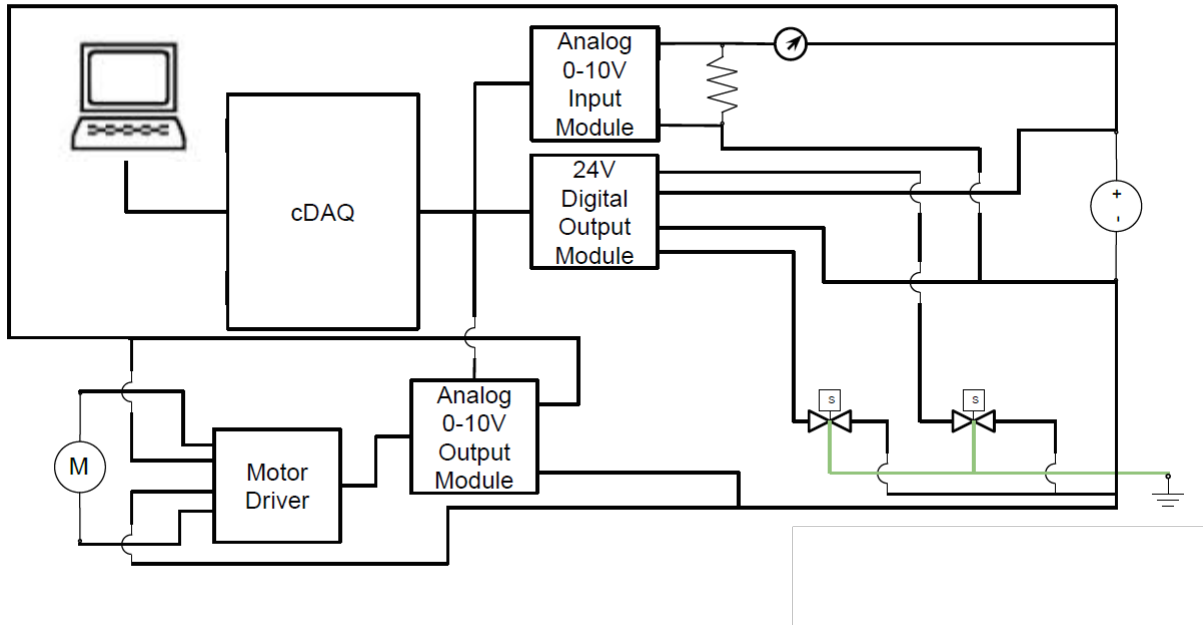 Analog
0-10V
Input
Module
24V
Digital
Output
Module
cDAQ
+
-
S
S
Analog
0-10V
Output
Module
M
Motor
Driver